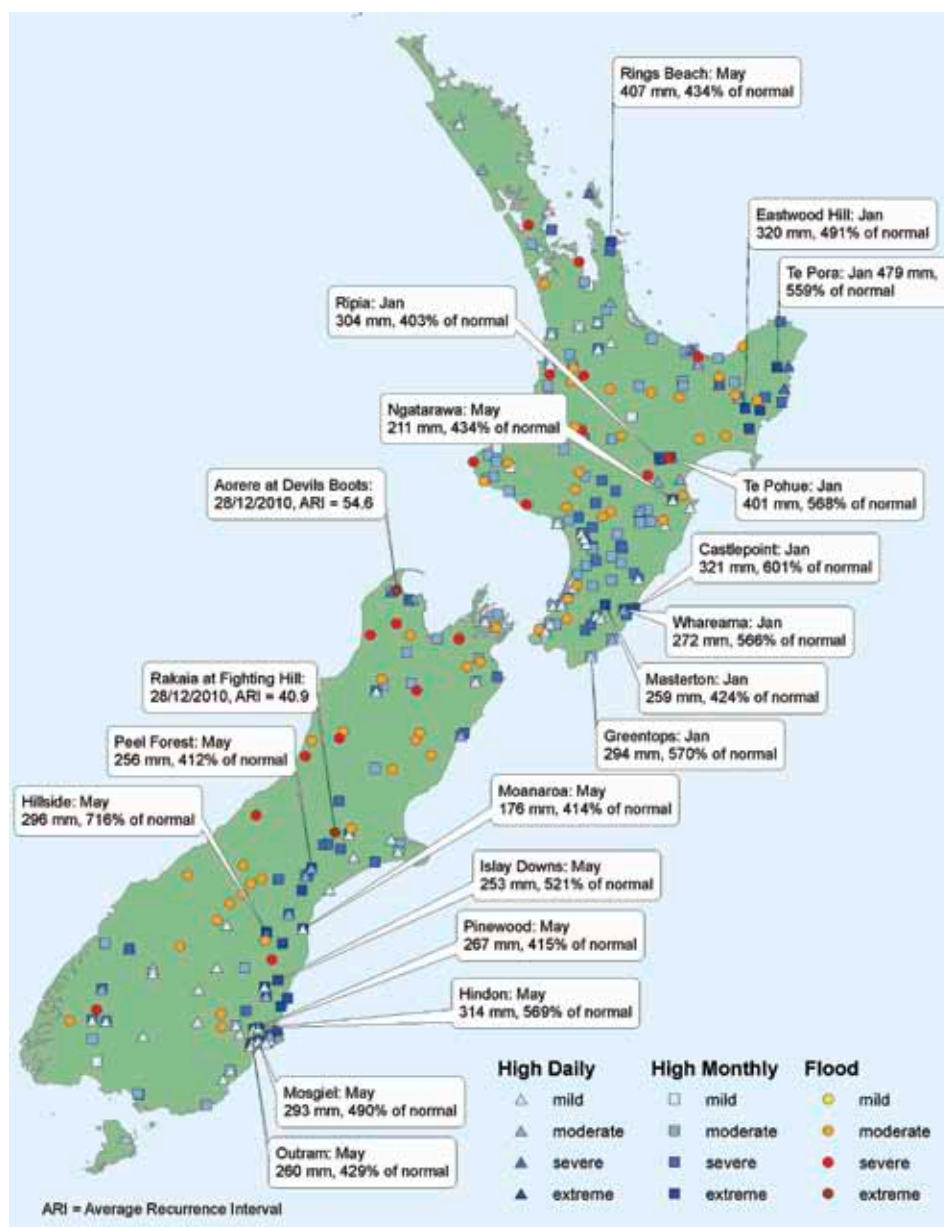 Rings Beach: May
407 mm, 434% of normal
Eastwood Hill: Jan
320 mm, 491% of normal
Te Pora: Jan 479 mm,
559% of normal
Ripia: Jan
304 mm, 403% of normal
Ngatarawa: May
211 mm, 434% of normal
Aorere at Devils Boots:
28/12/2010, ARI = 54.6
Te Pohue: Jan
401 mm, 568% of normal
Castlepoint: Jan
321 mm, 601% of normal
Whareama: Jan
272 mm, 566% of normal
Rakaia at Fighting Hill:
28/12/2010, ARI = 40.9
Masterton: Jan
259 mm, 424% of normal
Greentops: Jan
294 mm, 570% of normal
Peel Forest: May
256 mm, 412% of normal
Moanaroa: May
176 mm, 414% of normal
Hillside: May
296 mm, 716% of normal
Islay Downs: May
253 mm, 521% of normal
Pinewood: May
267 mm, 415% of normal
Hindon: May
314 mm, 569% of normal
Mosgiel: May
293 mm, 490% of normal
Outram: May
260 mm, 429% of normal
High Daily High Monthly Flood
mild mild mild
moderate moderate moderate
severe severe severe
extreme extreme extreme
ARI = Average Recurrence Interval